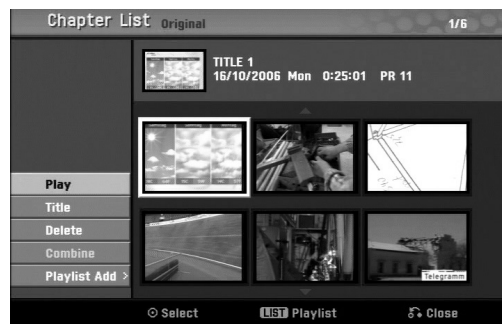 Chapter List Original 1/6
TITLE 1
16/10/2006 Mon 0:25:01 PR 11
Play
Title
Delete
Combine
Playlist Add >
Telegramm
Select LIST Playlist Close